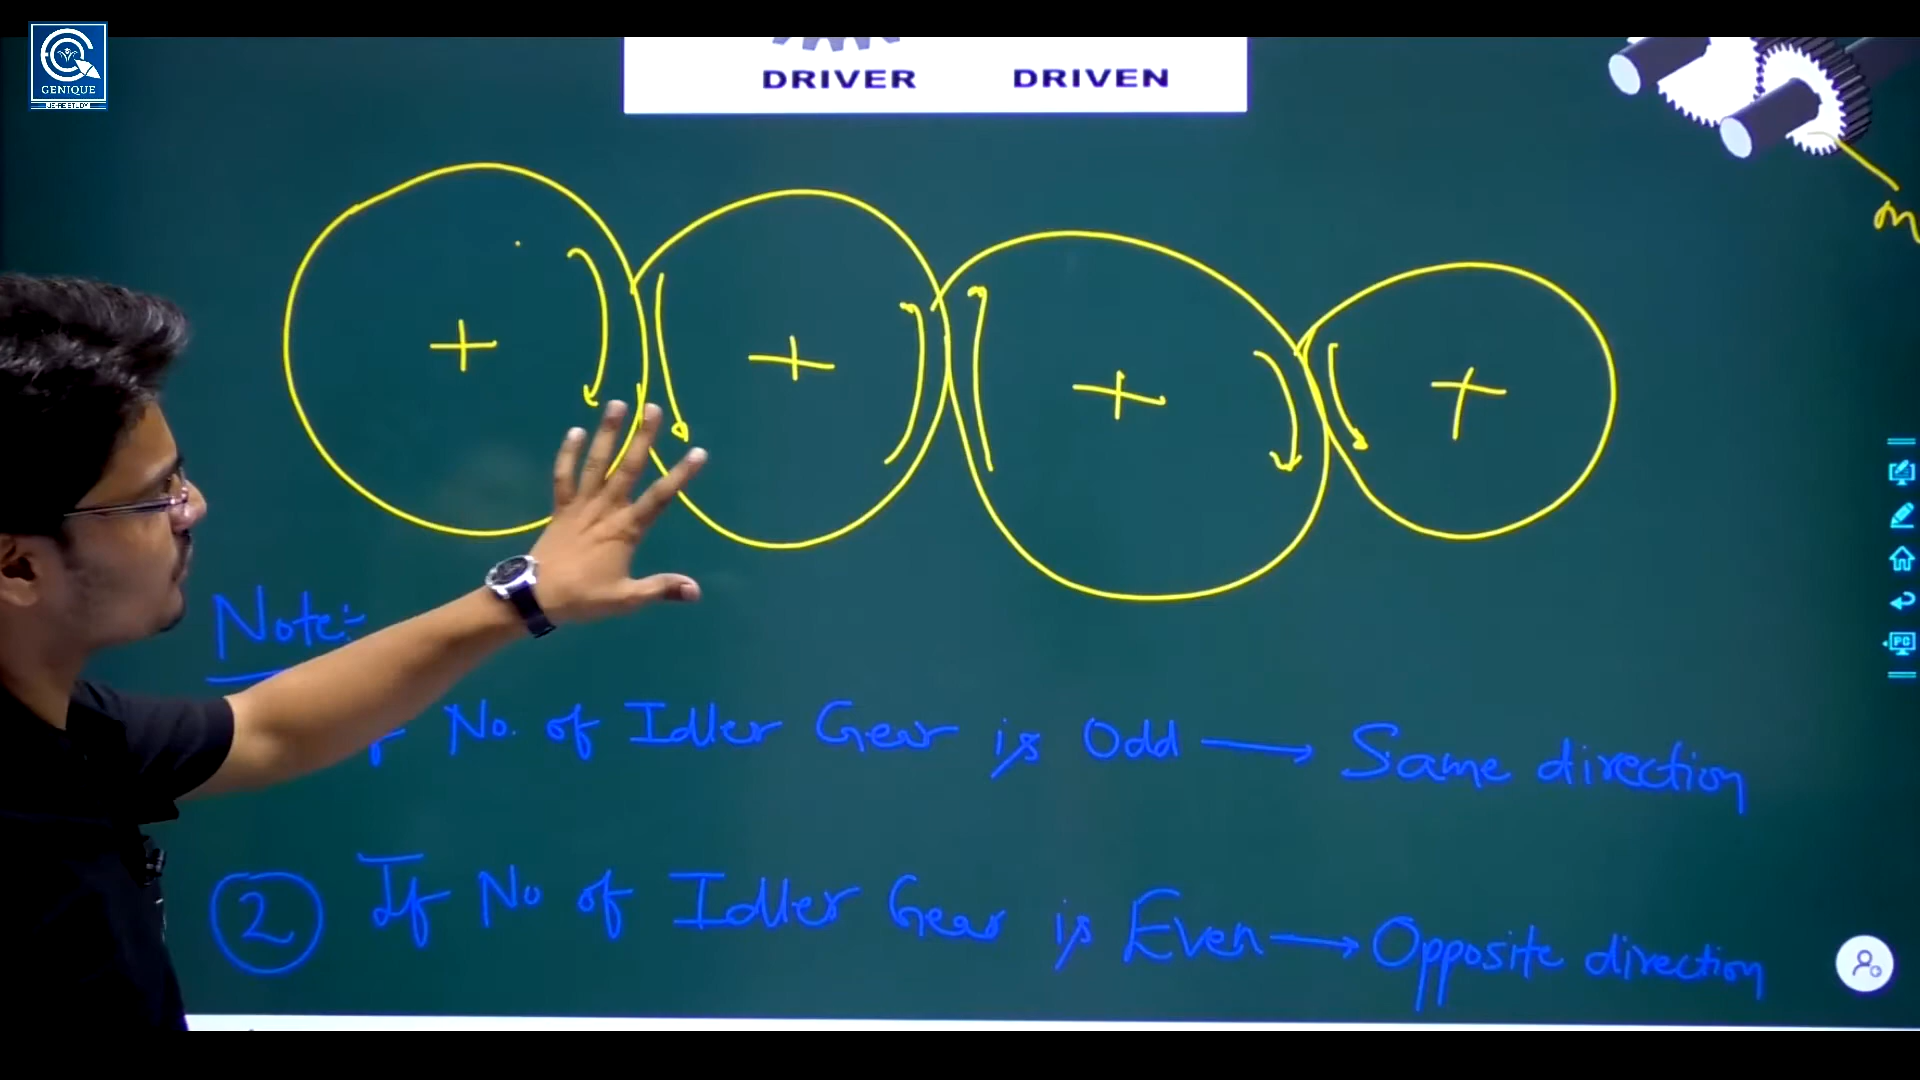 GENIQUE
DRIVER DRIVEN
m
Note:-
No. of Idler Gear is Odd → Same direction
2 If No of Idler Gear is Even → Opposite direction
PC